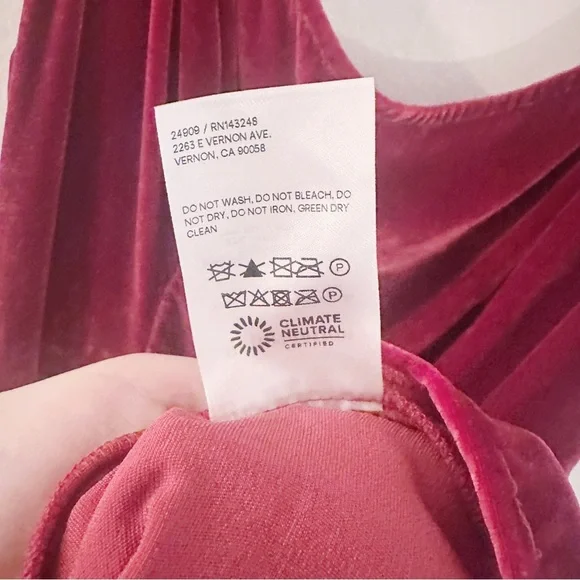 24909 / RN143248
2263 E VERNON AVE.
VERNON, CA 90058
DO NOT WASH, DO NOT BLEACH, DO
NOT DRY, DO NOT IRON, GREEN DRY
CLEAN
P
P
CLIMATE
NEUTRAL
CERTIFIED